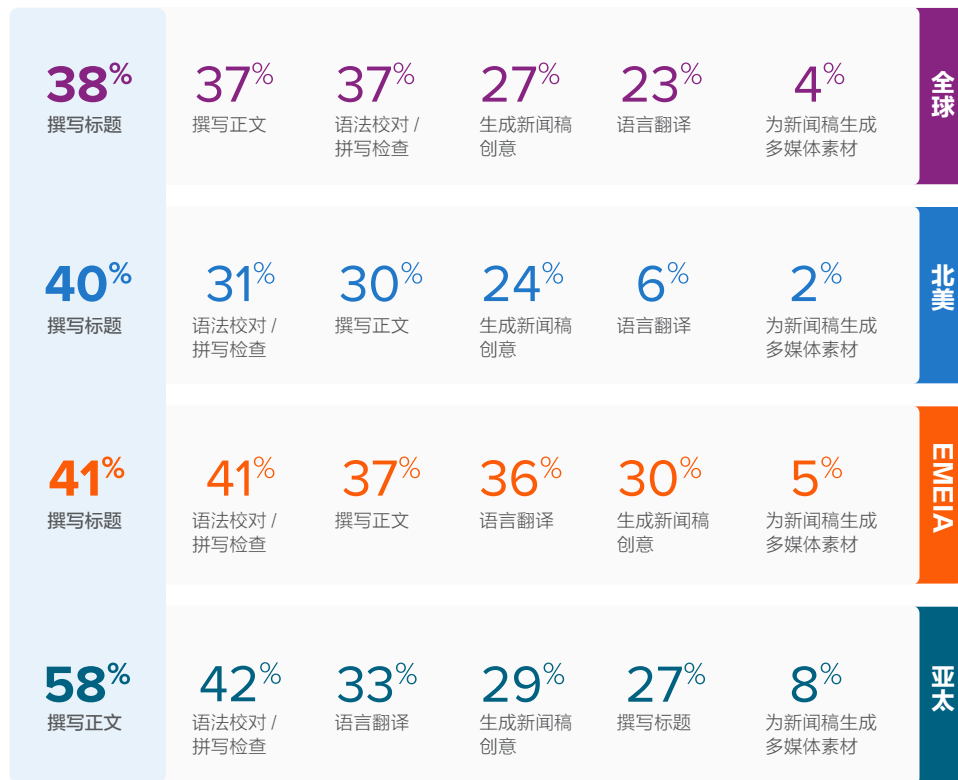 38%
撰写标题
37%
撰写正文
37%
语法校对 /
拼写检查
27%
生成新闻稿
创意
23%
语言翻译
4%
为新闻稿生成
多媒体素材
全球
40%
撰写标题
31%
语法校对 /
拼写检查
30%
撰写正文
24%
生成新闻稿
创意
6%
语言翻译
2%
为新闻稿生成
多媒体素材
北美
41%
撰写标题
41%
语法校对 /
拼写检查
37%
撰写正文
36%
语言翻译
30%
生成新闻稿
创意
5%
为新闻稿生成
多媒体素材
EMEIA
58%
撰写正文
42%
语法校对 /
拼写检查
33%
语言翻译
29%
生成新闻稿
创意
27%
撰写标题
8%
为新闻稿生成
多媒体素材
亚太